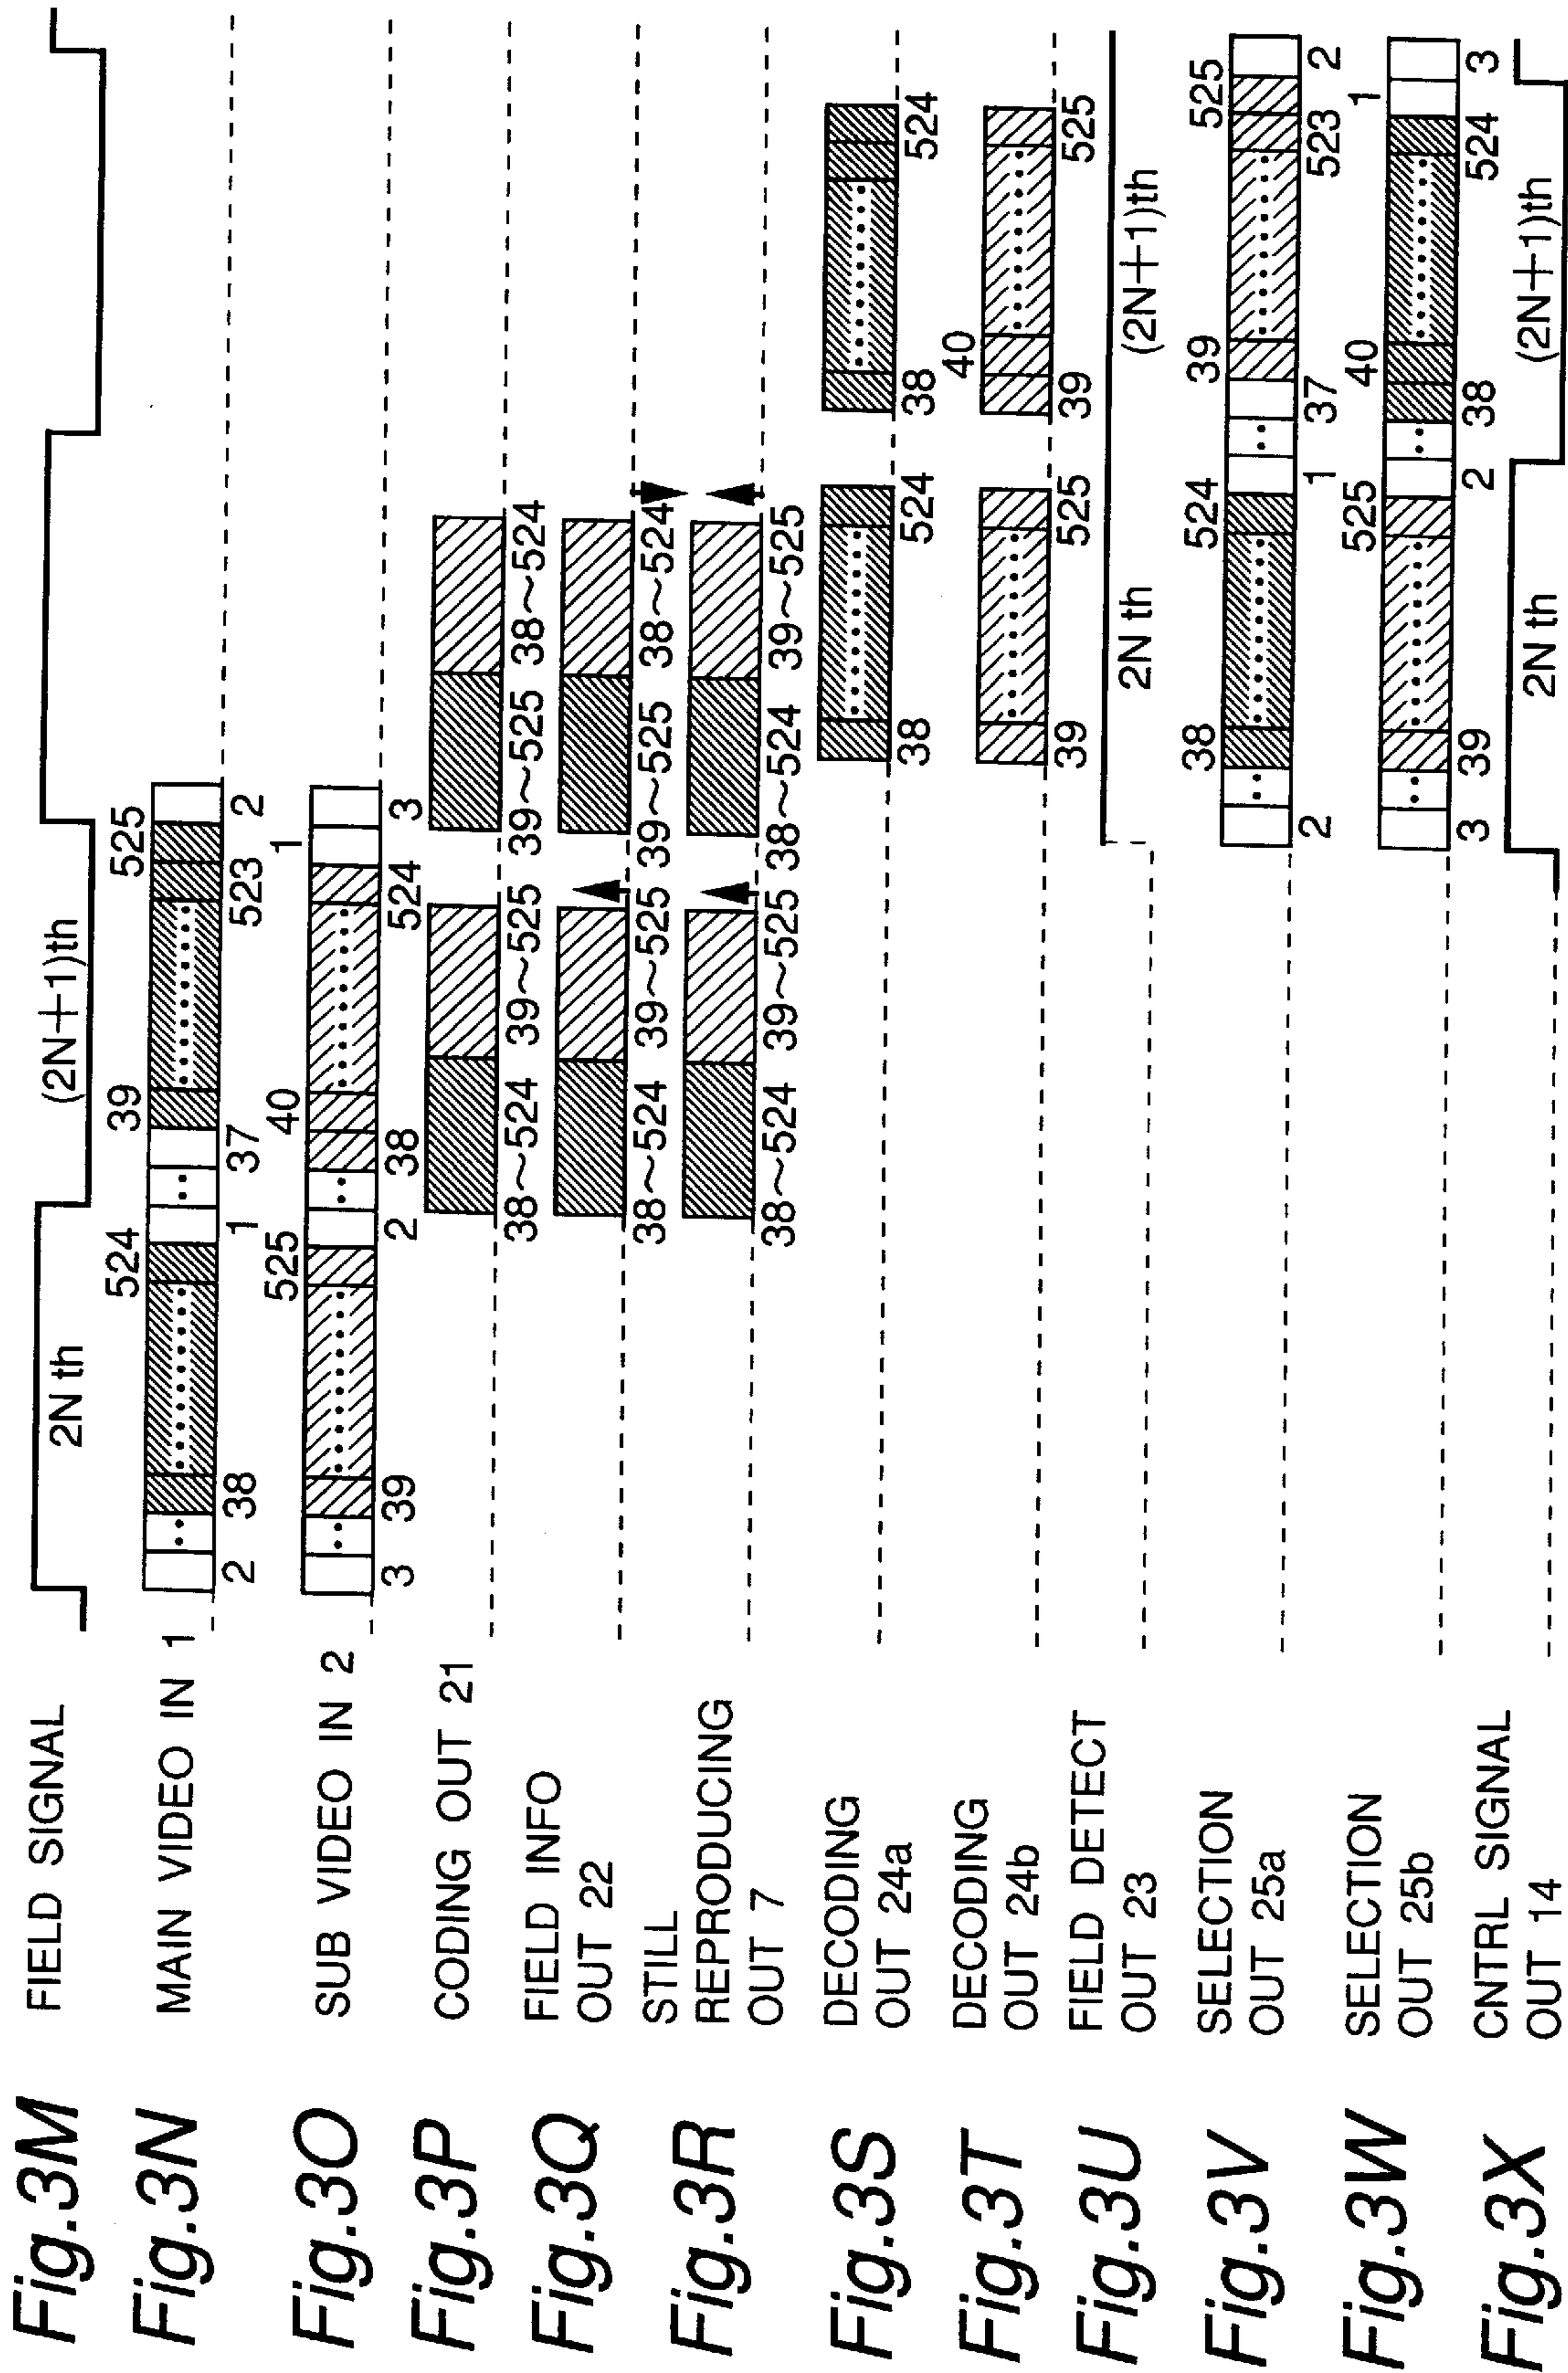 Fig.3M FIELD SIGNAL 2N th (2N+1)th
Fig.3N MAIN VIDEO IN 1
38 524 39 525
2 38 1 37 523 2
Fig.3O SUB VIDEO IN 2
525 40 1
3 39 2 38 524 3
Fig.3P CODING OUT 21
38~524 39~525 39~525 38~524
Fig.3Q FIELD INFO
OUT 22
38~524 39~525 39~525 38~524
Fig.3R STILL
REPRODUCING
OUT 7
38~524 39~525 38~524 39~525
Fig.3S DECODING
OUT 24a
38 524 38 524
Fig.3T DECODING
OUT 24b
40
39 525 39 525
Fig.3U FIELD DETECT
OUT 23
2N th (2N+1)th
Fig.3V SELECTION
OUT 25a
38 524 39 525
2 1 37 523 2
Fig.3W SELECTION
OUT 25b
525 40 1
3 39 2 38 524 3
Fig.3X CNTRL SIGNAL
OUT 14
2N th (2N+1)th